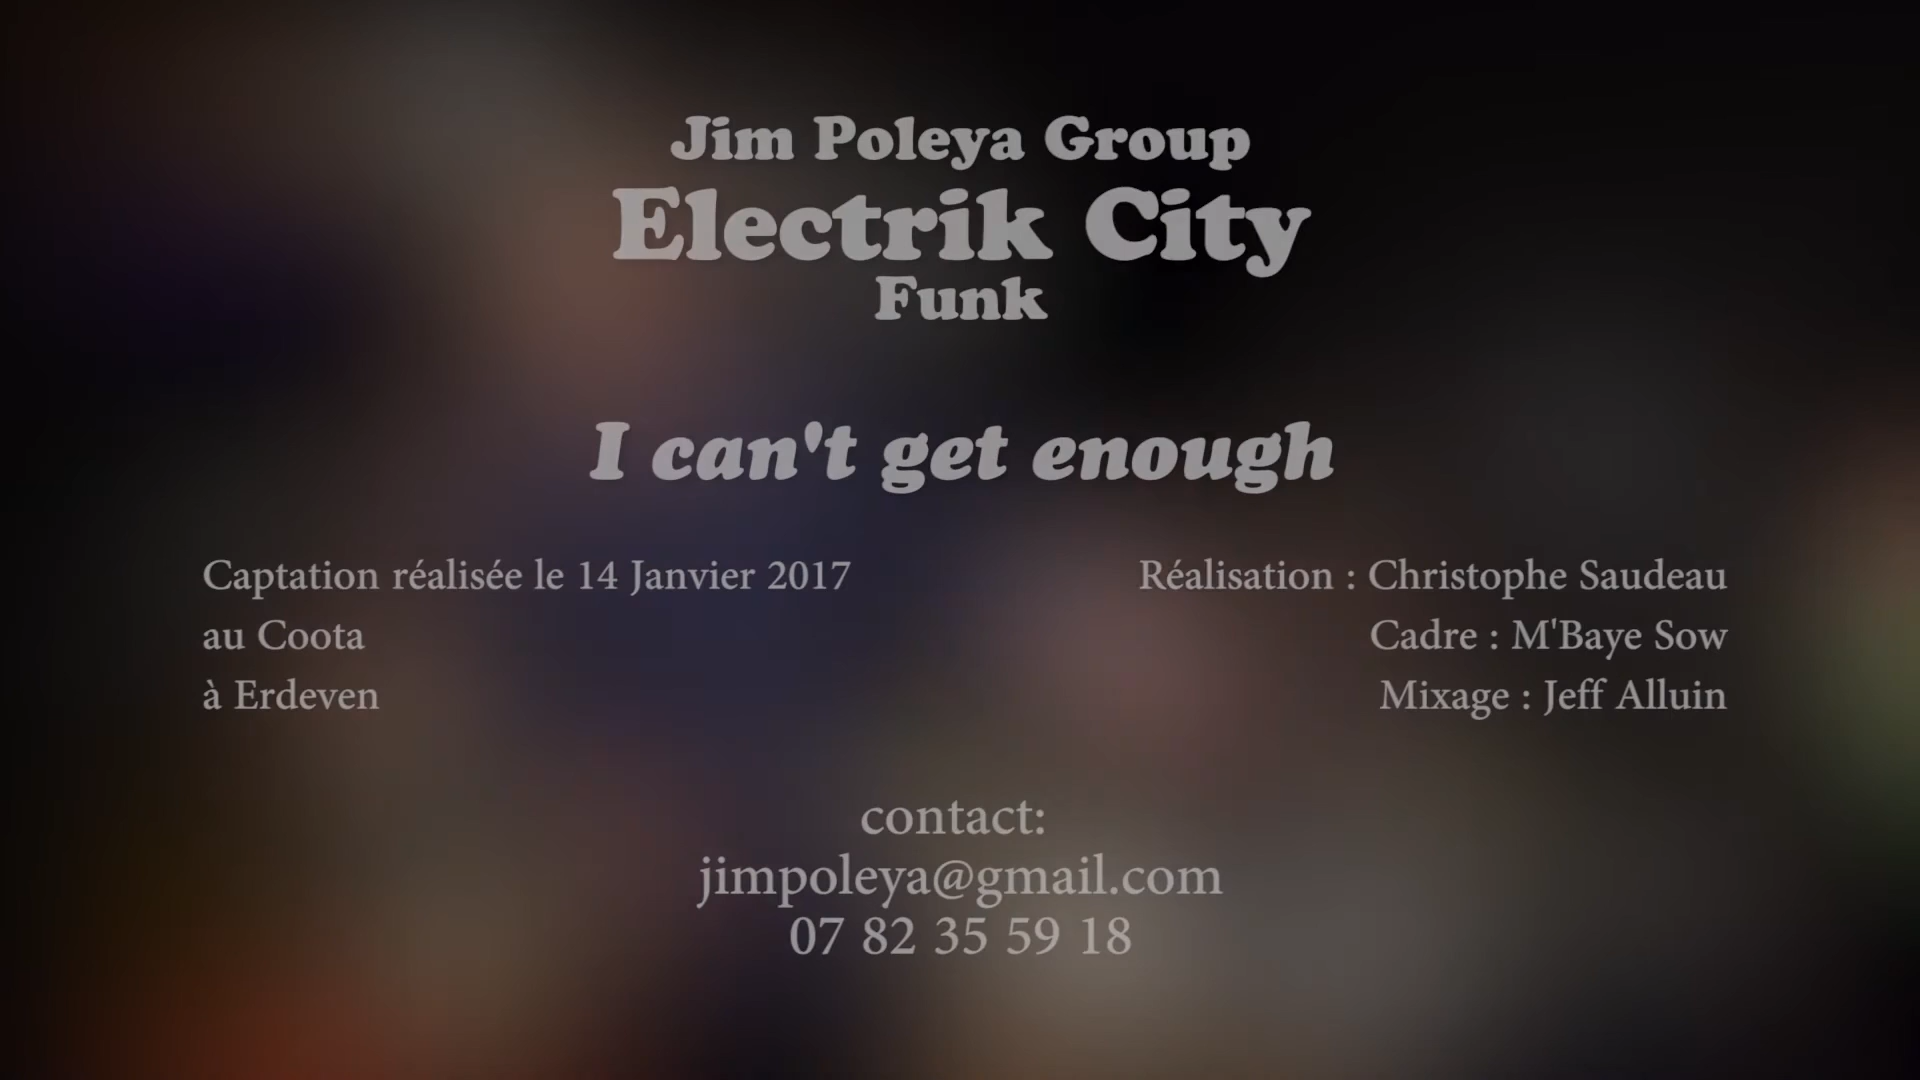 Jim Poleya Group
Electrik City
Funk
I can't get enough
Captation réalisée le 14 Janvier 2017
au Coota
à Erdeven
Réalisation : Christophe Saudeau
Cadre : M'Baye Sow
Mixage : Jeff Alluin
contact:
jimpoleya@gmail.com
07 82 35 59 18